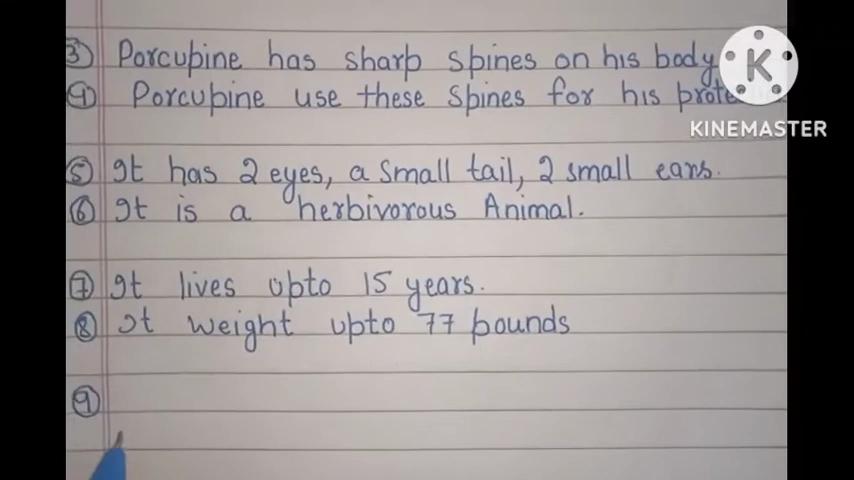 ③ Porcupine has sharp spines on his body
④ Porcupine use these spines for his
⑤ It has 2 eyes, a small tail, 2 small ears.
⑥ It is a herbivorous Animal.
⑦ It lives upto 15 years.
⑧ It weight upto 77 pounds
⑨
K
KINEMASTER